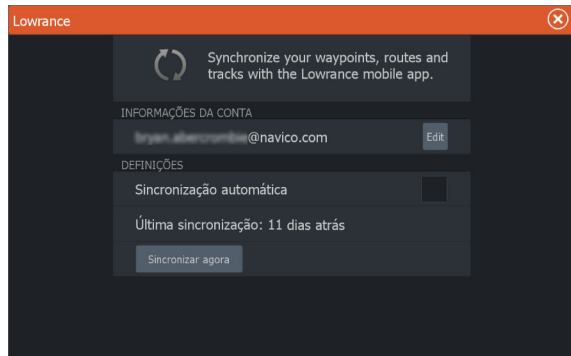 Lowrance
Synchronize your waypoints, routes and
tracks with the Lowrance mobile app.
INFORMAÇÕES DA CONTA
@navico.com
Edit
DEFINIÇÕES
Sincronização automática
Última sincronização: 11 dias atrás
Sincronizar agora